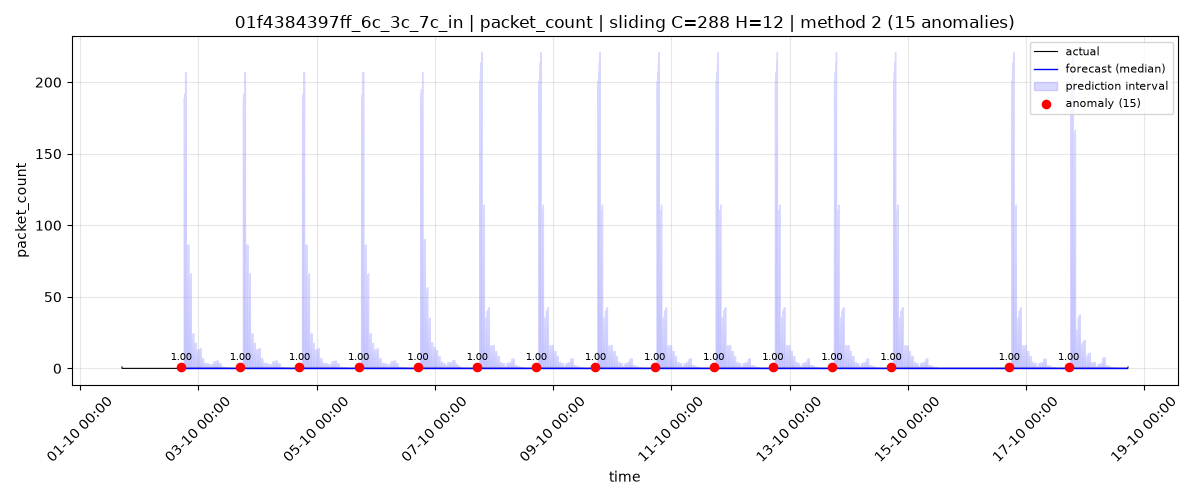 01f4384397ff_6c_3c_7c_in | packet_count | sliding C=288 H=12 | method 2 (15 anomalies)
actual
forecast (median)
prediction interval
anomaly (15)
packet_count
200
150
100
50
0
1.00 1.00 1.00 1.00 1.00 1.00 1.00 1.00 1.00 1.00 1.00 1.00 1.00 1.00 1.00
01-10 00:00 03-10 00:00 05-10 00:00 07-10 00:00 09-10 00:00 11-10 00:00 13-10 00:00 15-10 00:00 17-10 00:00 19-10 00:00
time